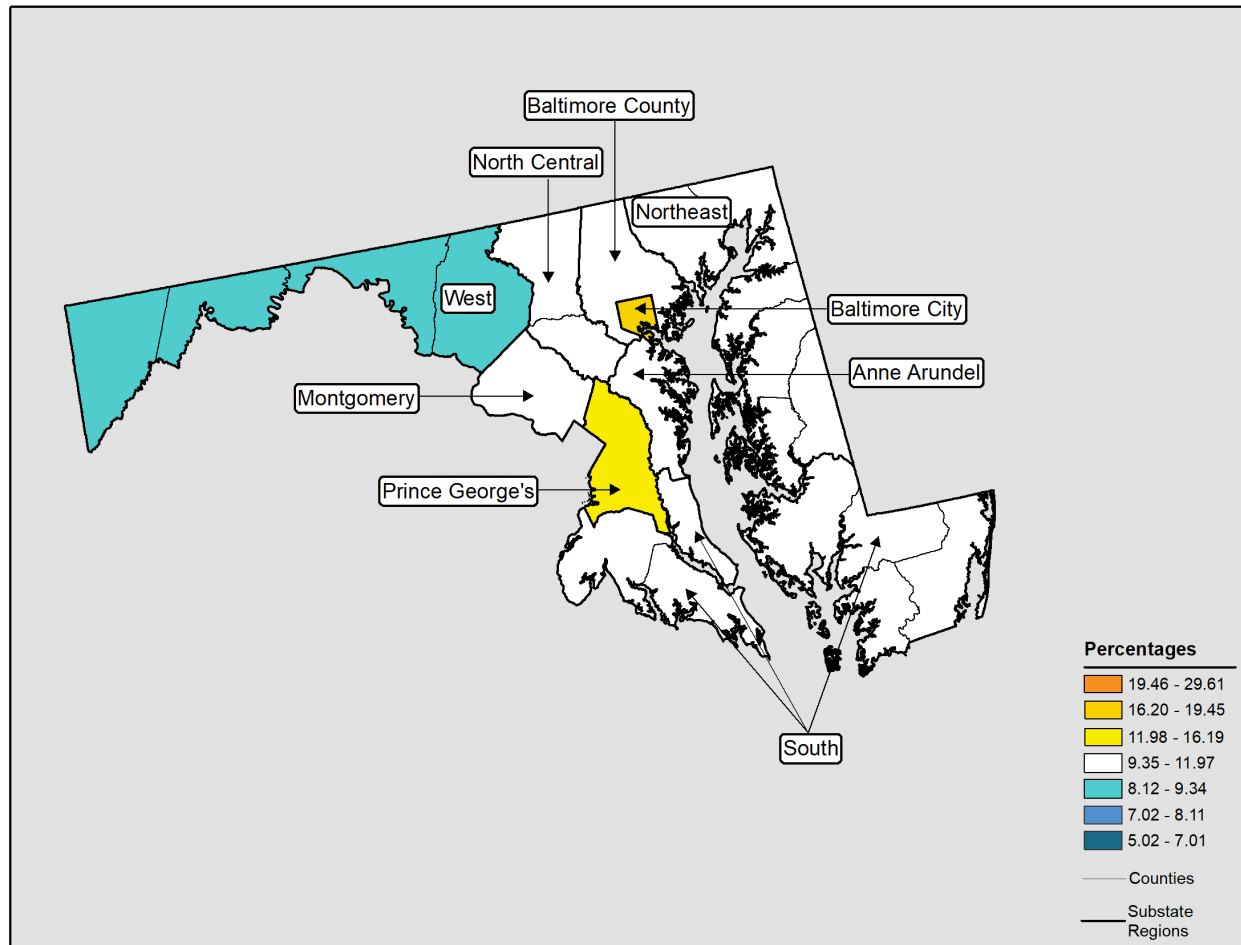 Baltimore County
North Central
Northeast
West
Baltimore City
Anne Arundel
Montgomery
Prince George's
South
Percentages
19.46 - 29.61
16.20 - 19.45
11.98 - 16.19
9.35 - 11.97
8.12 - 9.34
7.02 - 8.11
5.02 - 7.01
Counties
Substate
Regions